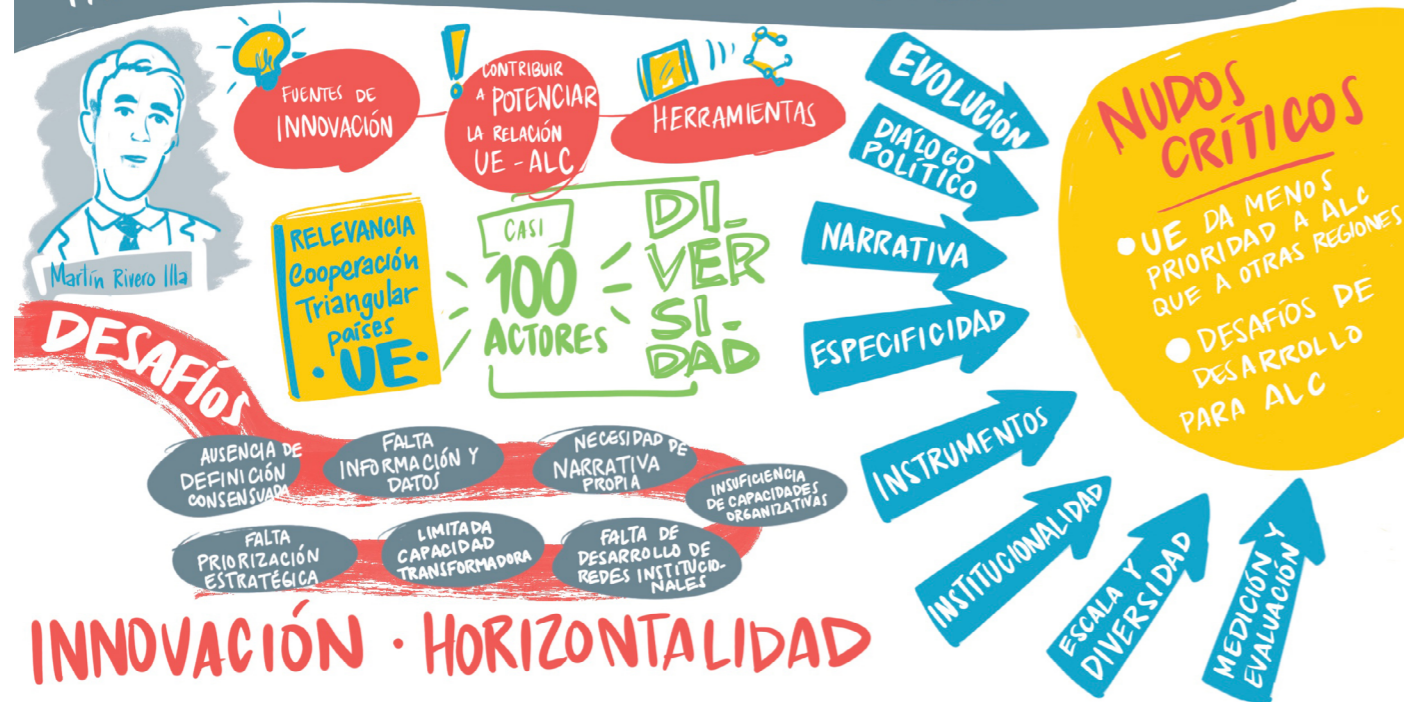 Martín Rivero Illa
FUENTES DE
INNOVACIÓN
CONTRIBUIR
A POTENCIAR
LA RELACIÓN
UE - ALC
HERRAMIENTAS
RELEVANCIA
Cooperación
Triangular
países
· UE ·
CASI
100
ACTORES
DI-
VER
SI-
DAD
DESAFÍOS
AUSENCIA DE
DEFINICIÓN
CONSENSUADA
FALTA
INFORMACIÓN Y
DATOS
NECESIDAD DE
NARRATIVA
PROPIA
INSUFICIENCIA
DE CAPACIDADES
ORGANIZATIVAS
FALTA DE
DESARROLLO DE
REDES INSTITUCIO-
NALES
LIMITADA
CAPACIDAD
TRANSFORMADORA
FALTA
PRIORIZACIÓN
ESTRATÉGICA
INNOVACIÓN · HORIZONTALIDAD
EVOLUCIÓN
DIÁLOGO
POLÍTICO
NARRATIVA
ESPECIFICIDAD
INSTRUMENTOS
INSTITUCIONALIDAD
ESCALA Y
DIVERSIDAD
MEDICIÓN Y
EVALUACIÓN
NUDOS
CRÍTICOS
● UE DA MENOS
PRIORIDAD A ALC
QUE A OTRAS REGIONES
● DESAFÍOS DE
DESARROLLO
PARA ALC